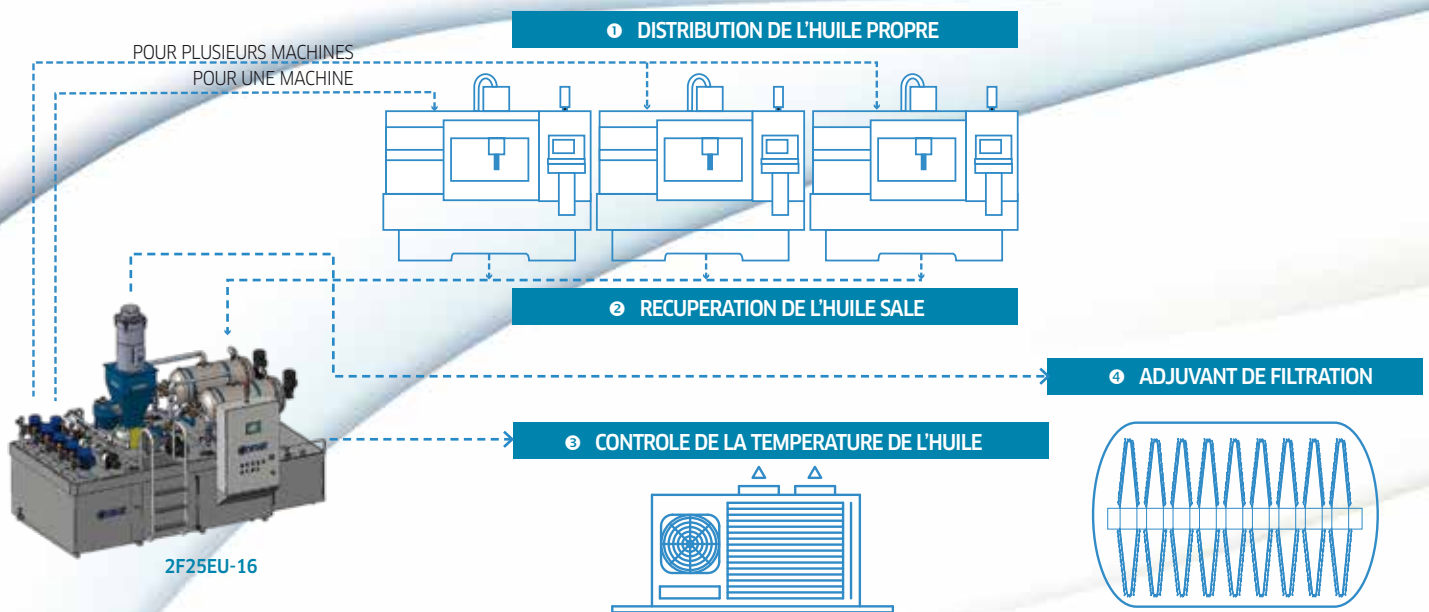 ❶ DISTRIBUTION DE L'HUILE PROPRE
POUR PLUSIEURS MACHINES
POUR UNE MACHINE
❷ RECUPERATION DE L'HUILE SALE
❹ ADJUVANT DE FILTRATION
❸ CONTROLE DE LA TEMPERATURE DE L'HUILE
2F25EU-16